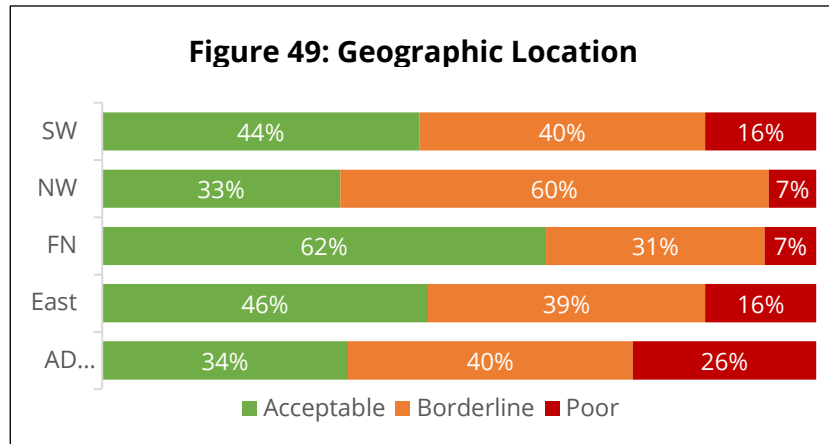 Figure 49: Geographic Location
SW 44% 40% 16%
NW 33% 60% 7%
FN 62% 31% 7%
East 46% 39% 16%
AD... 34% 40% 26%
Acceptable Borderline Poor